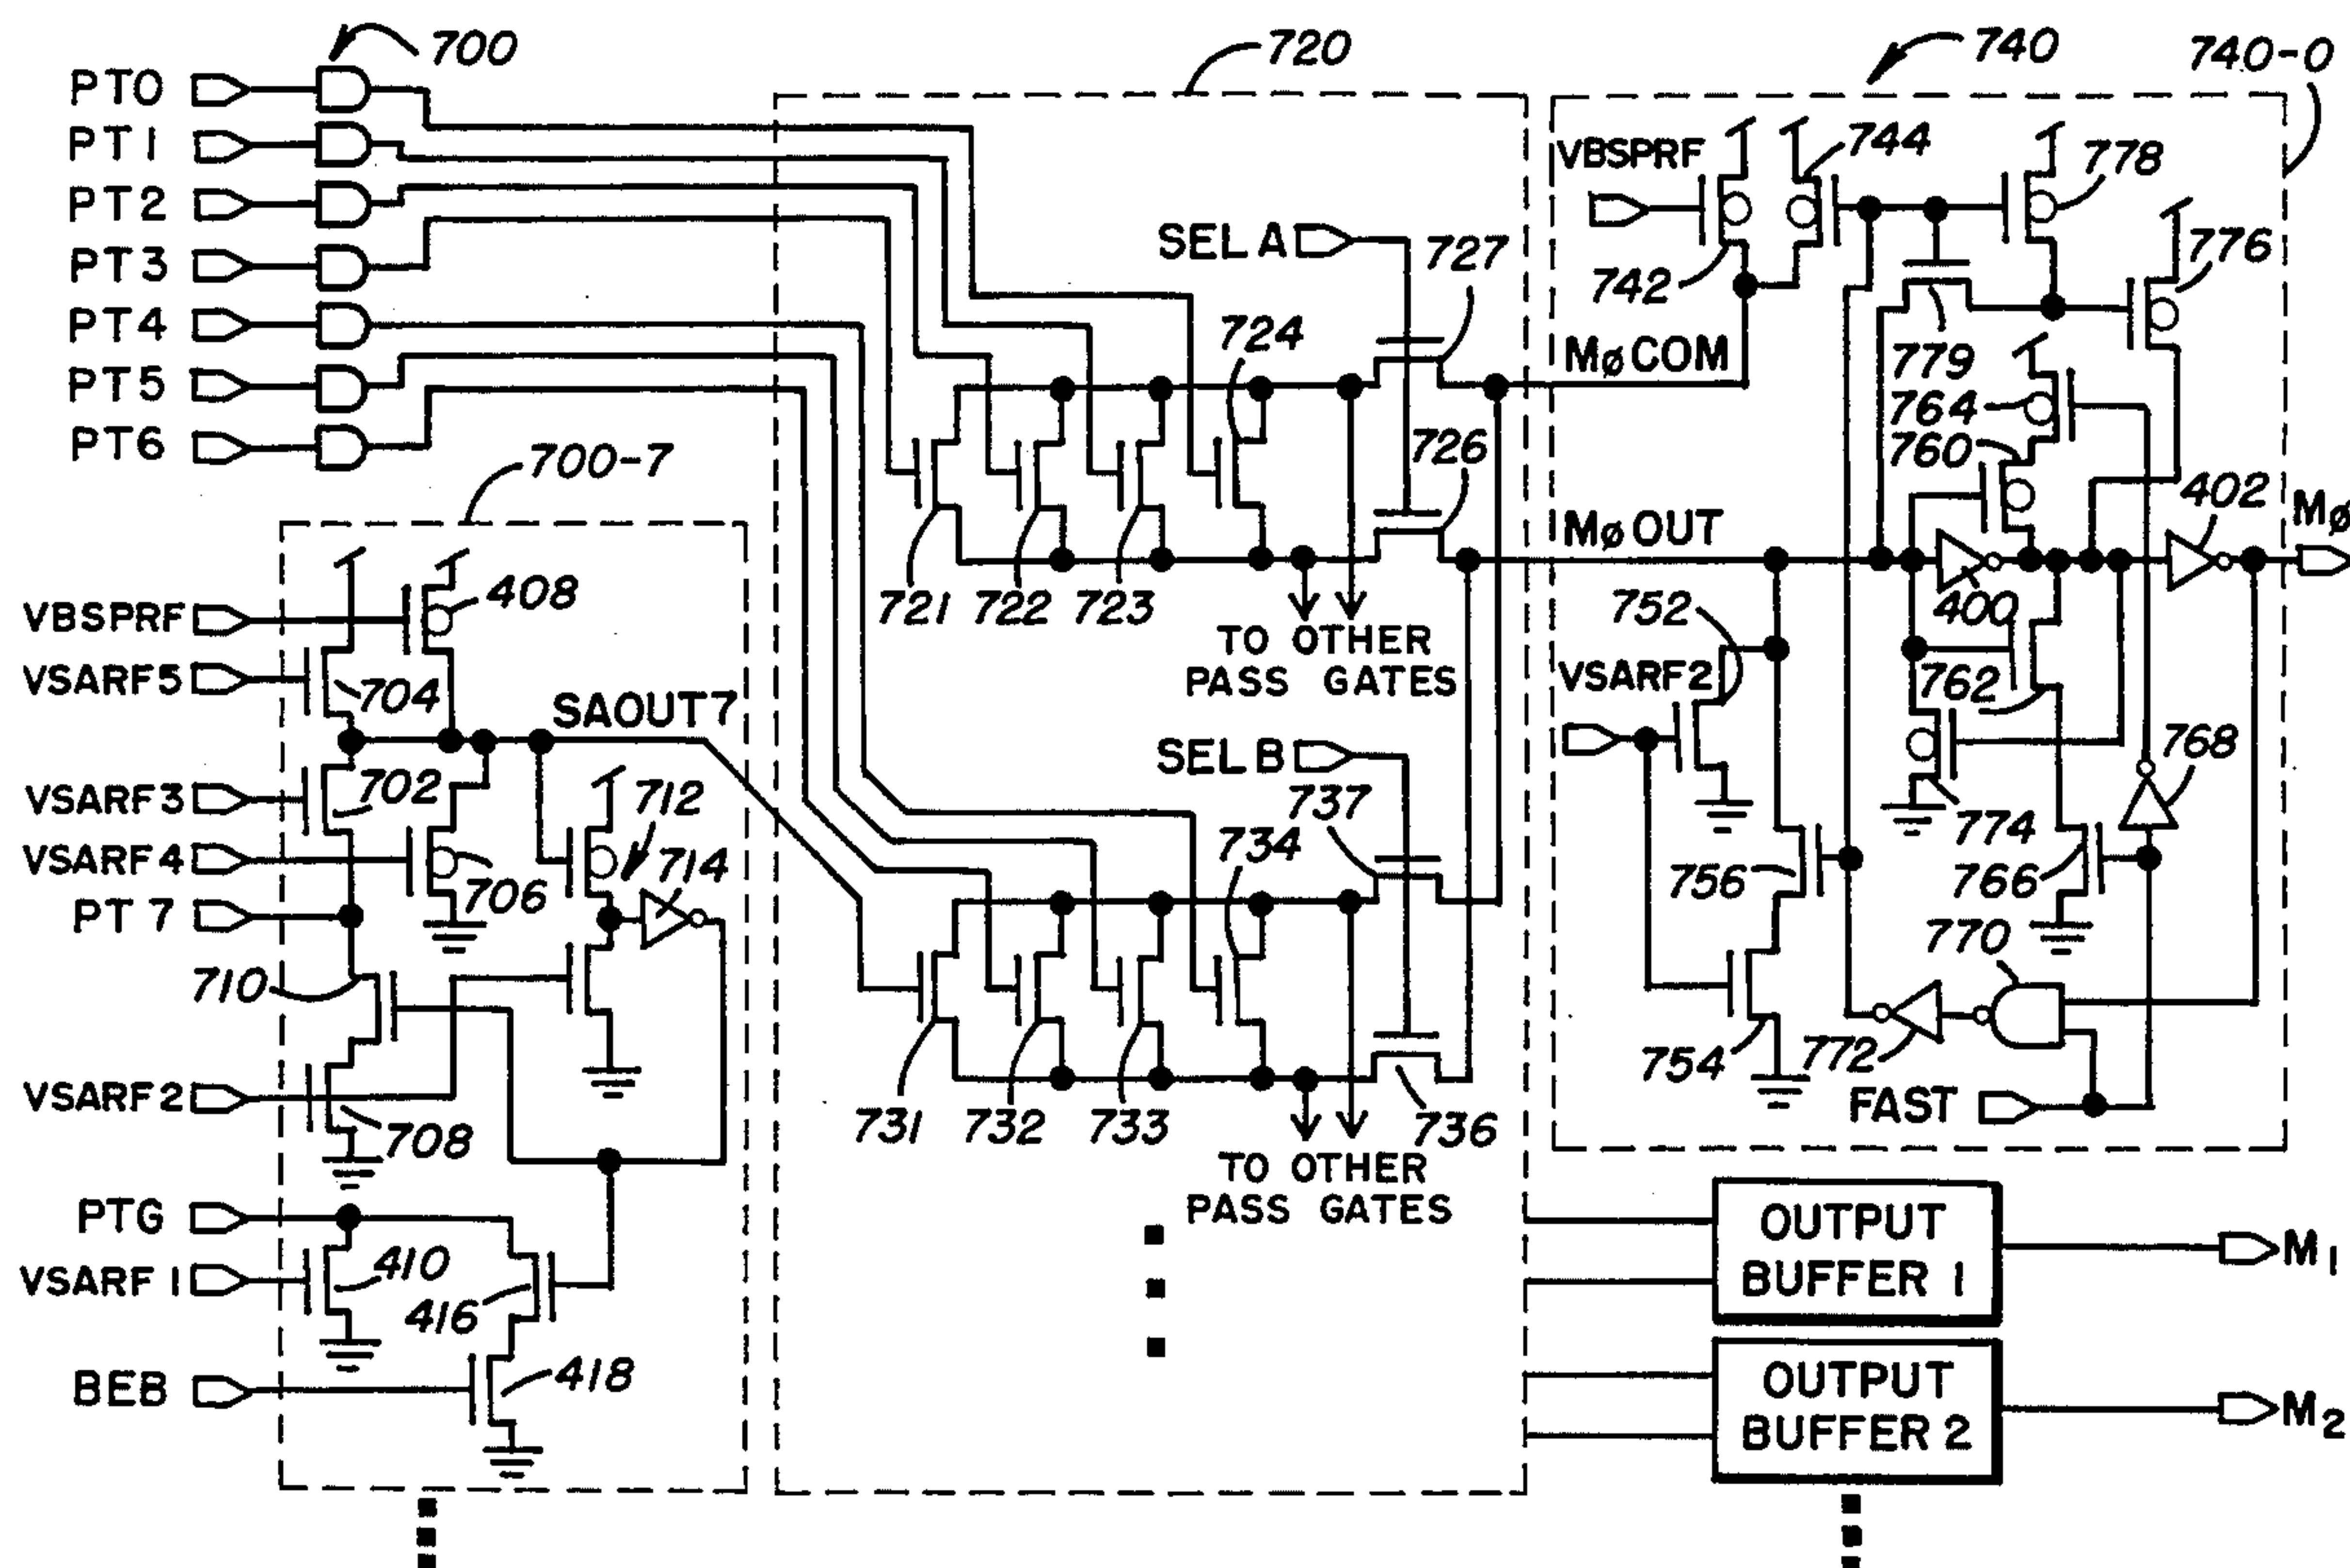 700
720
740
740-0
PT0
PT1
PT2
PT3
PT4
PT5
PT6
700-7
VBSPRF
VSARF5
VSARF3
VSARF4
PT7
VSARF2
PTG
VSARF1
BEB
408
704
SAOUT7
702
712
714
706
710
708
410
416
418
SEL A
727
724
726
721
722
723
TO OTHER
PASS GATES
SEL B
737
734
731
732
733
736
TO OTHER
PASS GATES
VBSPRF
744
778
742
776
MøCOM
779
764
760
402
MøOUT
Mø
752
400
VSARF2
762
768
774
756
766
770
754
772
FAST
OUTPUT
BUFFER 1
M1
OUTPUT
BUFFER 2
M2